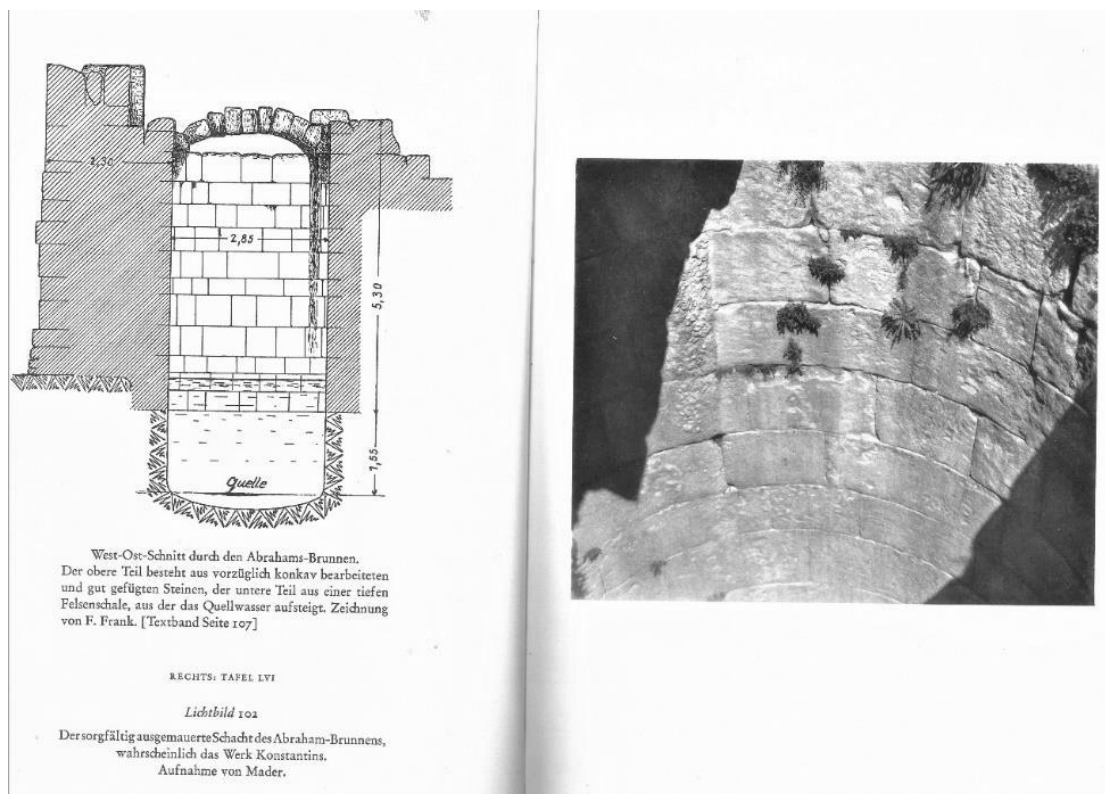 2,30
2,85
5,30
1,55
Quelle
West-Ost-Schnitt durch den Abrahams-Brunnen.
Der obere Teil besteht aus vorzüglich konkav bearbeiteten
und gut gefügten Steinen, der untere Teil aus einer tiefen
Felsenschale, aus der das Quellwasser aufsteigt. Zeichnung
von F. Frank. [Textband Seite 107]
RECHTS: TAFEL LVI
Lichtbild 102
Der sorgfältig ausgemauerte Schacht des Abraham-Brunnens,
wahrscheinlich das Werk Konstantins.
Aufnahme von Mader.